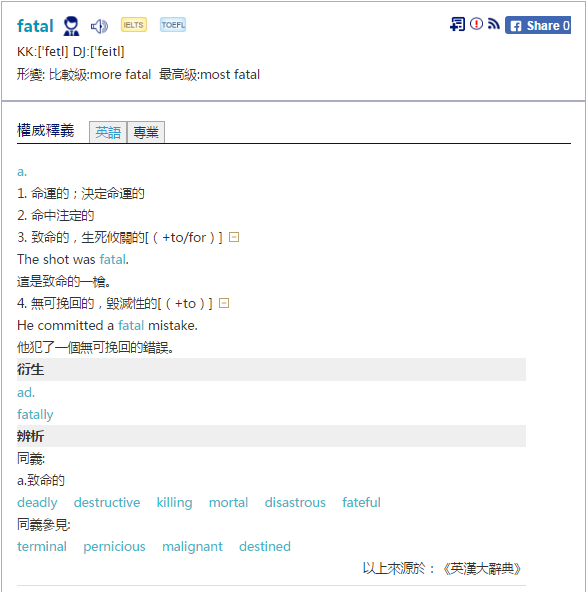 fatal IELTS TOEFL Share 0
KK:[ˋfetḷ] DJ:[ˋfeitl]
形變: 比較級:more fatal 最高級:most fatal
權威釋義 英語 專業
a.
1. 命運的；決定命運的
2. 命中注定的
3. 致命的，生死攸關的[（+to/for）]
The shot was fatal.
這是致命的一槍。
4. 無可挽回的，毀滅性的[（+to）]
He committed a fatal mistake.
他犯了一個無可挽回的錯誤。
衍生
ad.
fatally
辨析
同義:
a.致命的
deadly destructive killing mortal disastrous fateful
同義參見:
terminal pernicious malignant destined
以上來源於：《英漢大辭典》